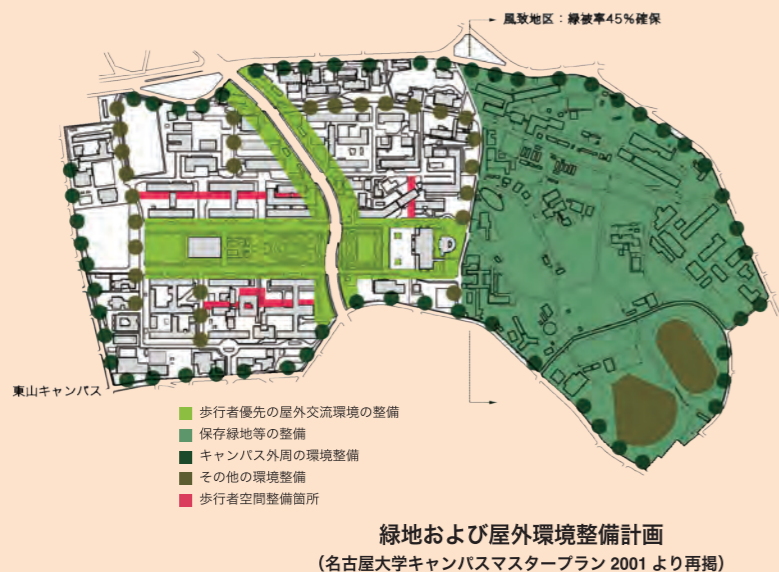 風致地区：緑被率45%確保
東山キャンパス
歩行者優先の屋外交流環境の整備
保存緑地等の整備
キャンパス外周の環境整備
その他の環境整備
歩行者空間整備箇所
緑地および屋外環境整備計画
（名古屋大学キャンパスマスタープラン 2001 より再掲）